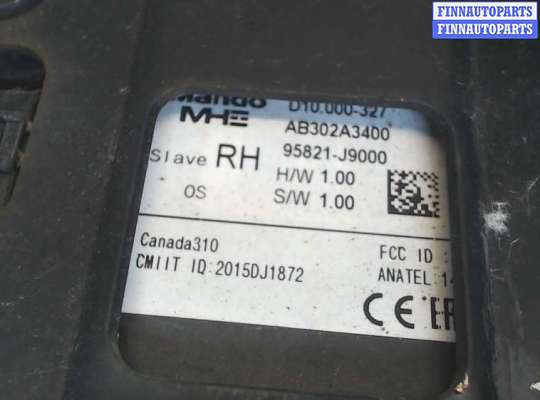 FINNAUTOPARTS
FINNAUTOPARTS
Mando D10.000-327
MHE AB302A3400
Slave RH 95821-J9000
H/W 1.00
OS S/W 1.00
Canada310 FCC ID :
CMIIT ID:2015DJ1872 ANATEL:14
CE